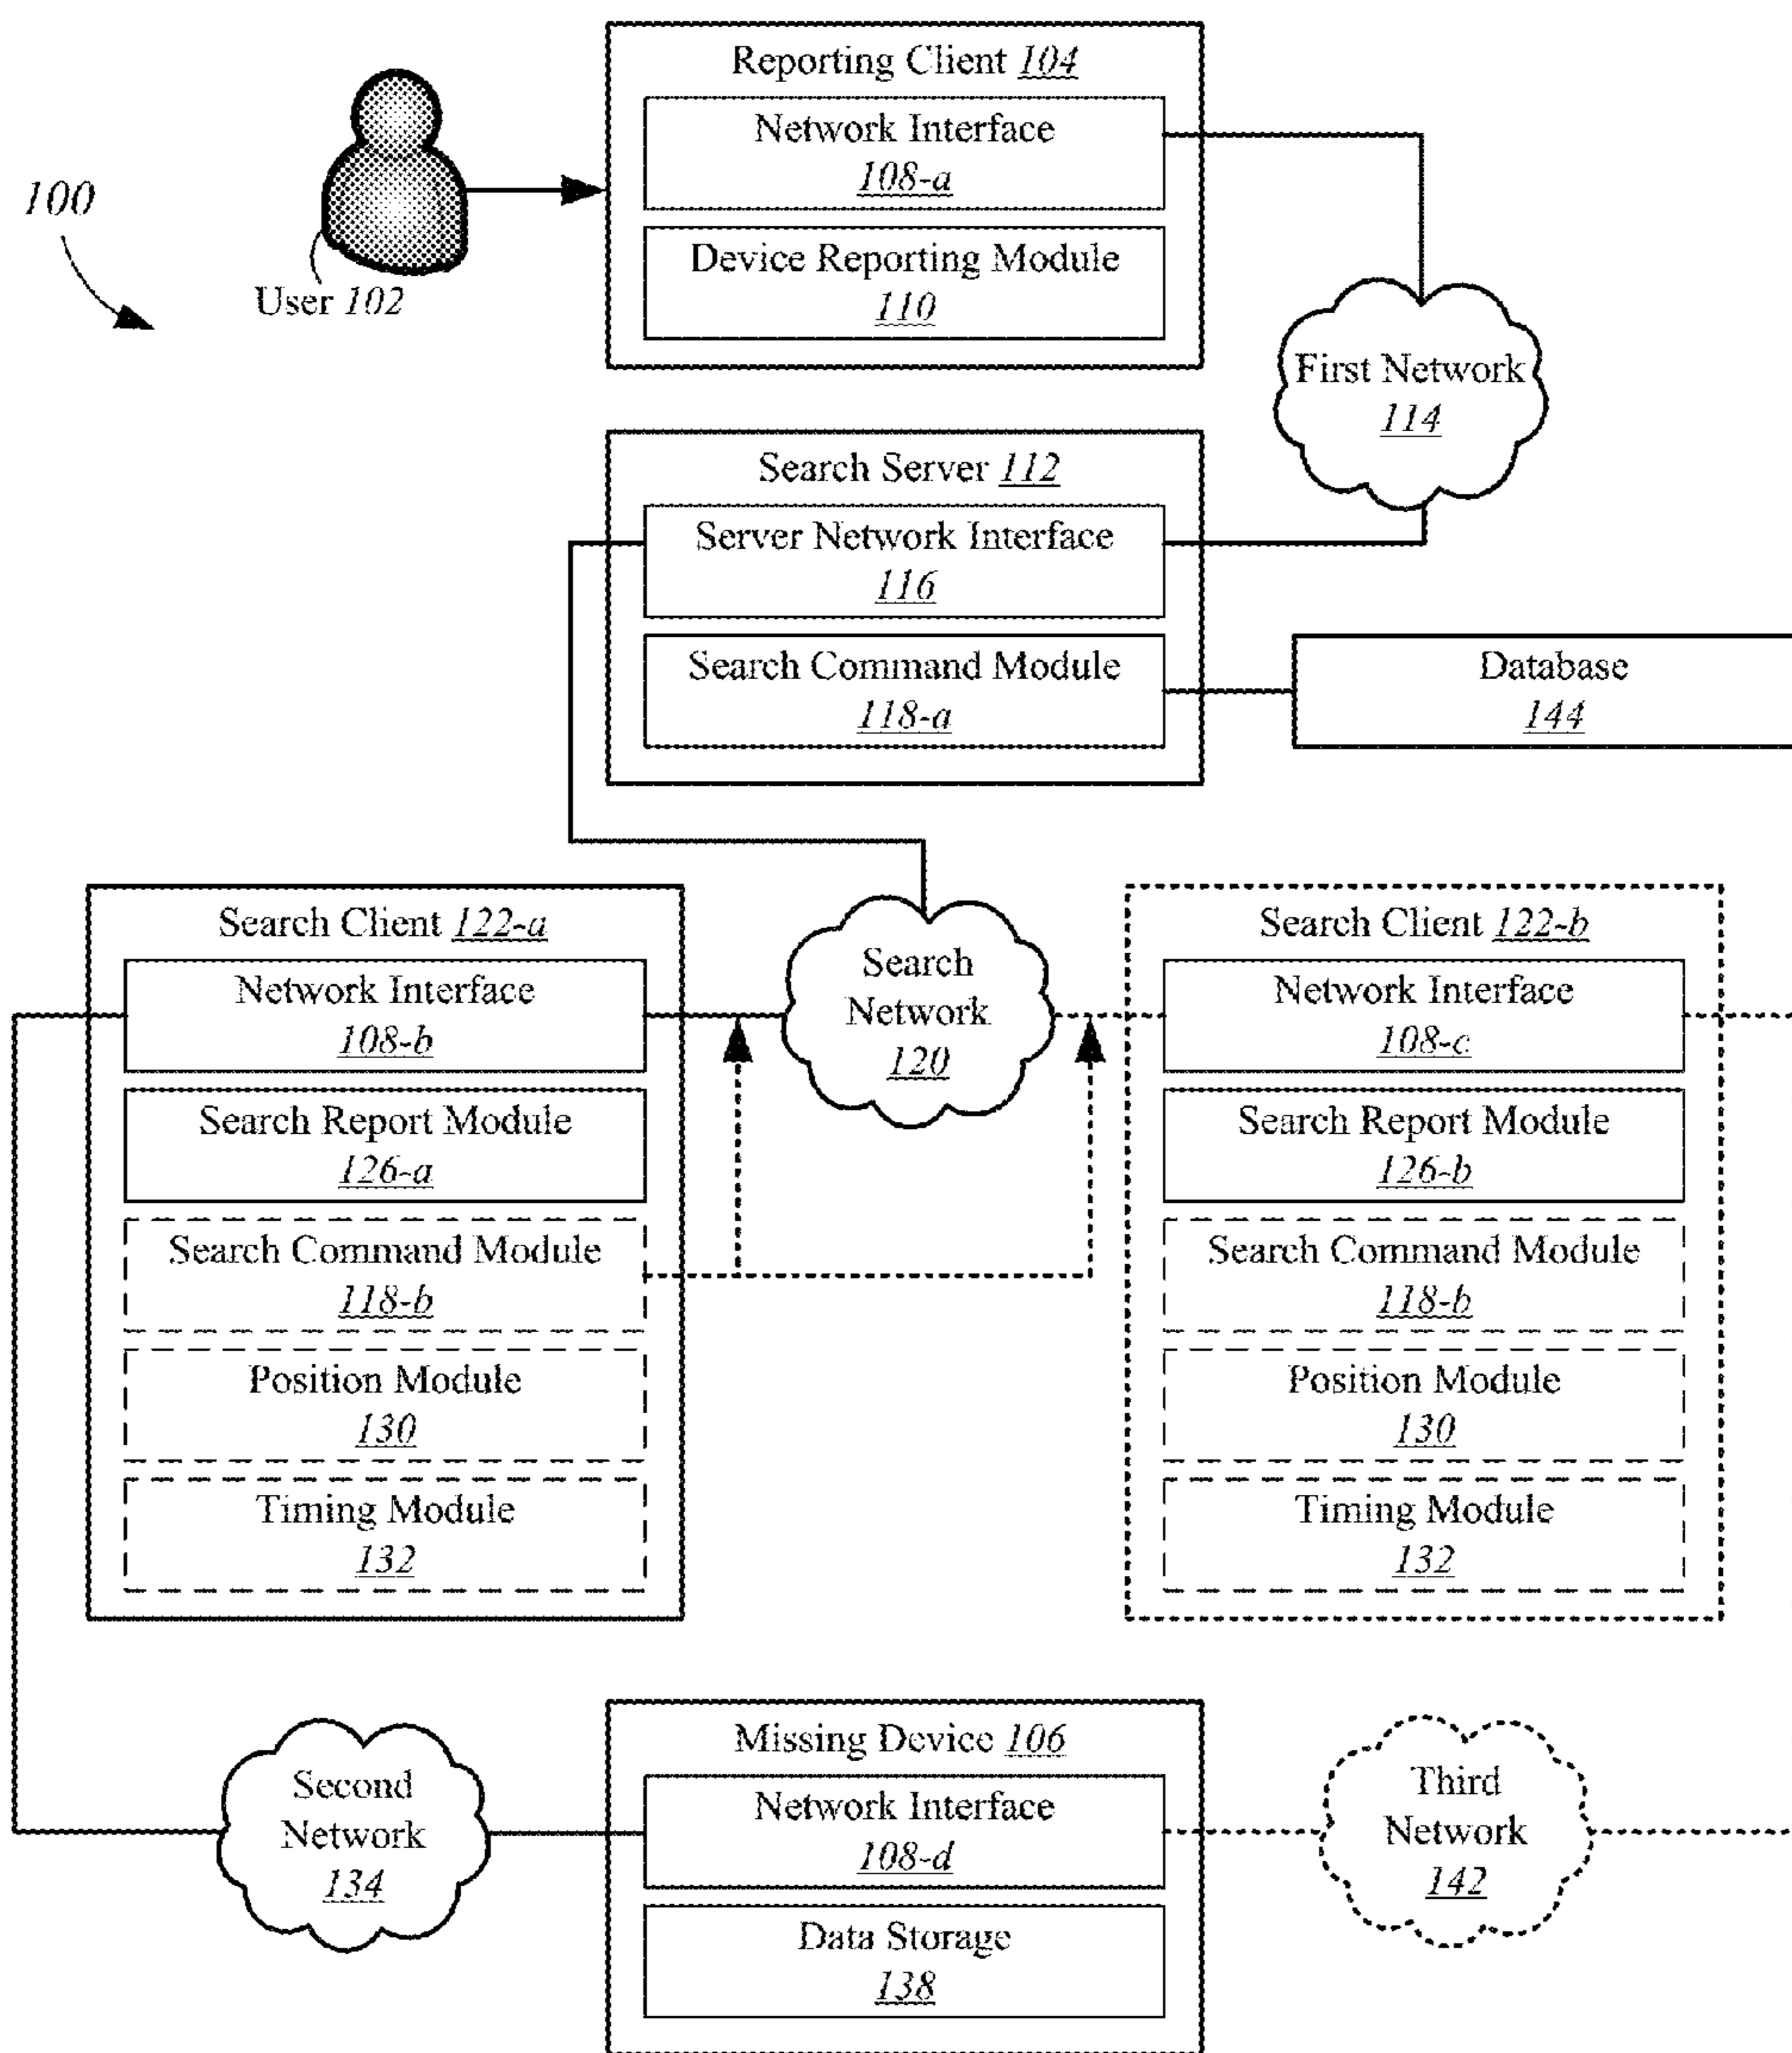 100
User 102
Reporting Client 104
Network Interface
108-a
Device Reporting Module
110
First Network
114
Search Server 112
Server Network Interface
116
Search Command Module
118-a
Database
144
Search Client 122-a
Network Interface
108-b
Search Report Module
126-a
Search Command Module
118-b
Position Module
130
Timing Module
132
Search
Network
120
Search Client 122-b
Network Interface
108-c
Search Report Module
126-b
Search Command Module
118-b
Position Module
130
Timing Module
132
Second
Network
134
Missing Device 106
Network Interface
108-d
Data Storage
138
Third
Network
142